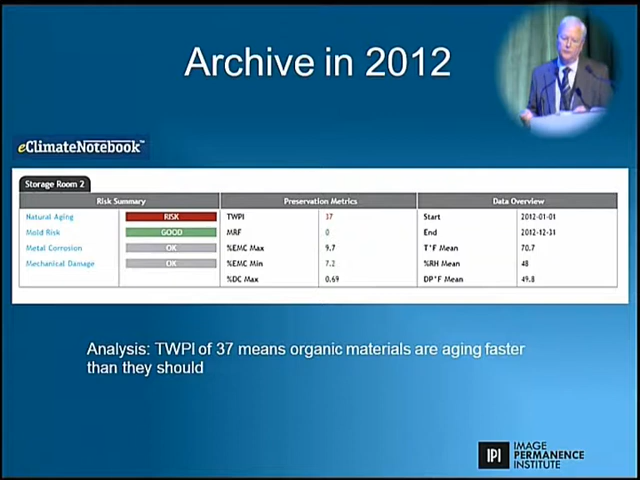 Archive in 2012
eClimateNotebook™
Storage Room 2
Risk Summary Preservation Metrics Data Overview
Natural Aging RISK TWPI 37 Start 2012-01-01
Mold Risk GOOD MRF 0 End 2012-12-31
Metal Corrosion OK %EMC Max 9.7 T°F Mean 70.7
Mechanical Damage OK %EMC Min 7.2 %RH Mean 48
%DC Max 0.69 DP°F Mean 49.8
Analysis: TWPI of 37 means organic materials are aging faster
than they should
IPI
IMAGE
PERMANENCE
INSTITUTE